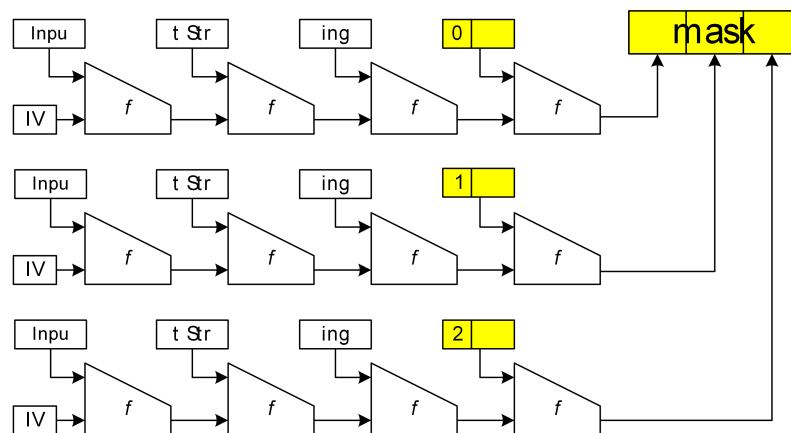 Inpu t Str ing 0 mask
f f f f
IV
Inpu t Str ing 1
f f f f
IV
Inpu t Str ing 2
f f f f
IV